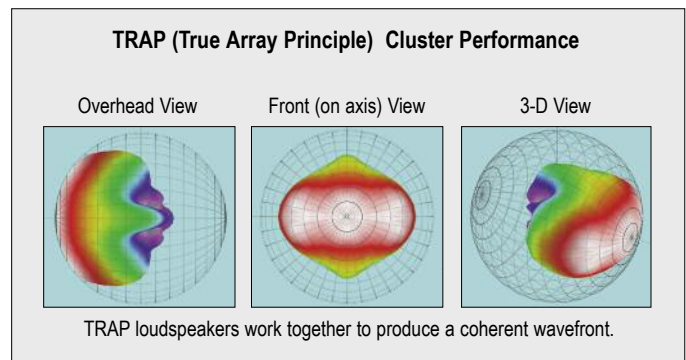 TRAP (True Array Principle) Cluster Performance
Overhead View
Front (on axis) View
3-D View
TRAP loudspeakers work together to produce a coherent wavefront.